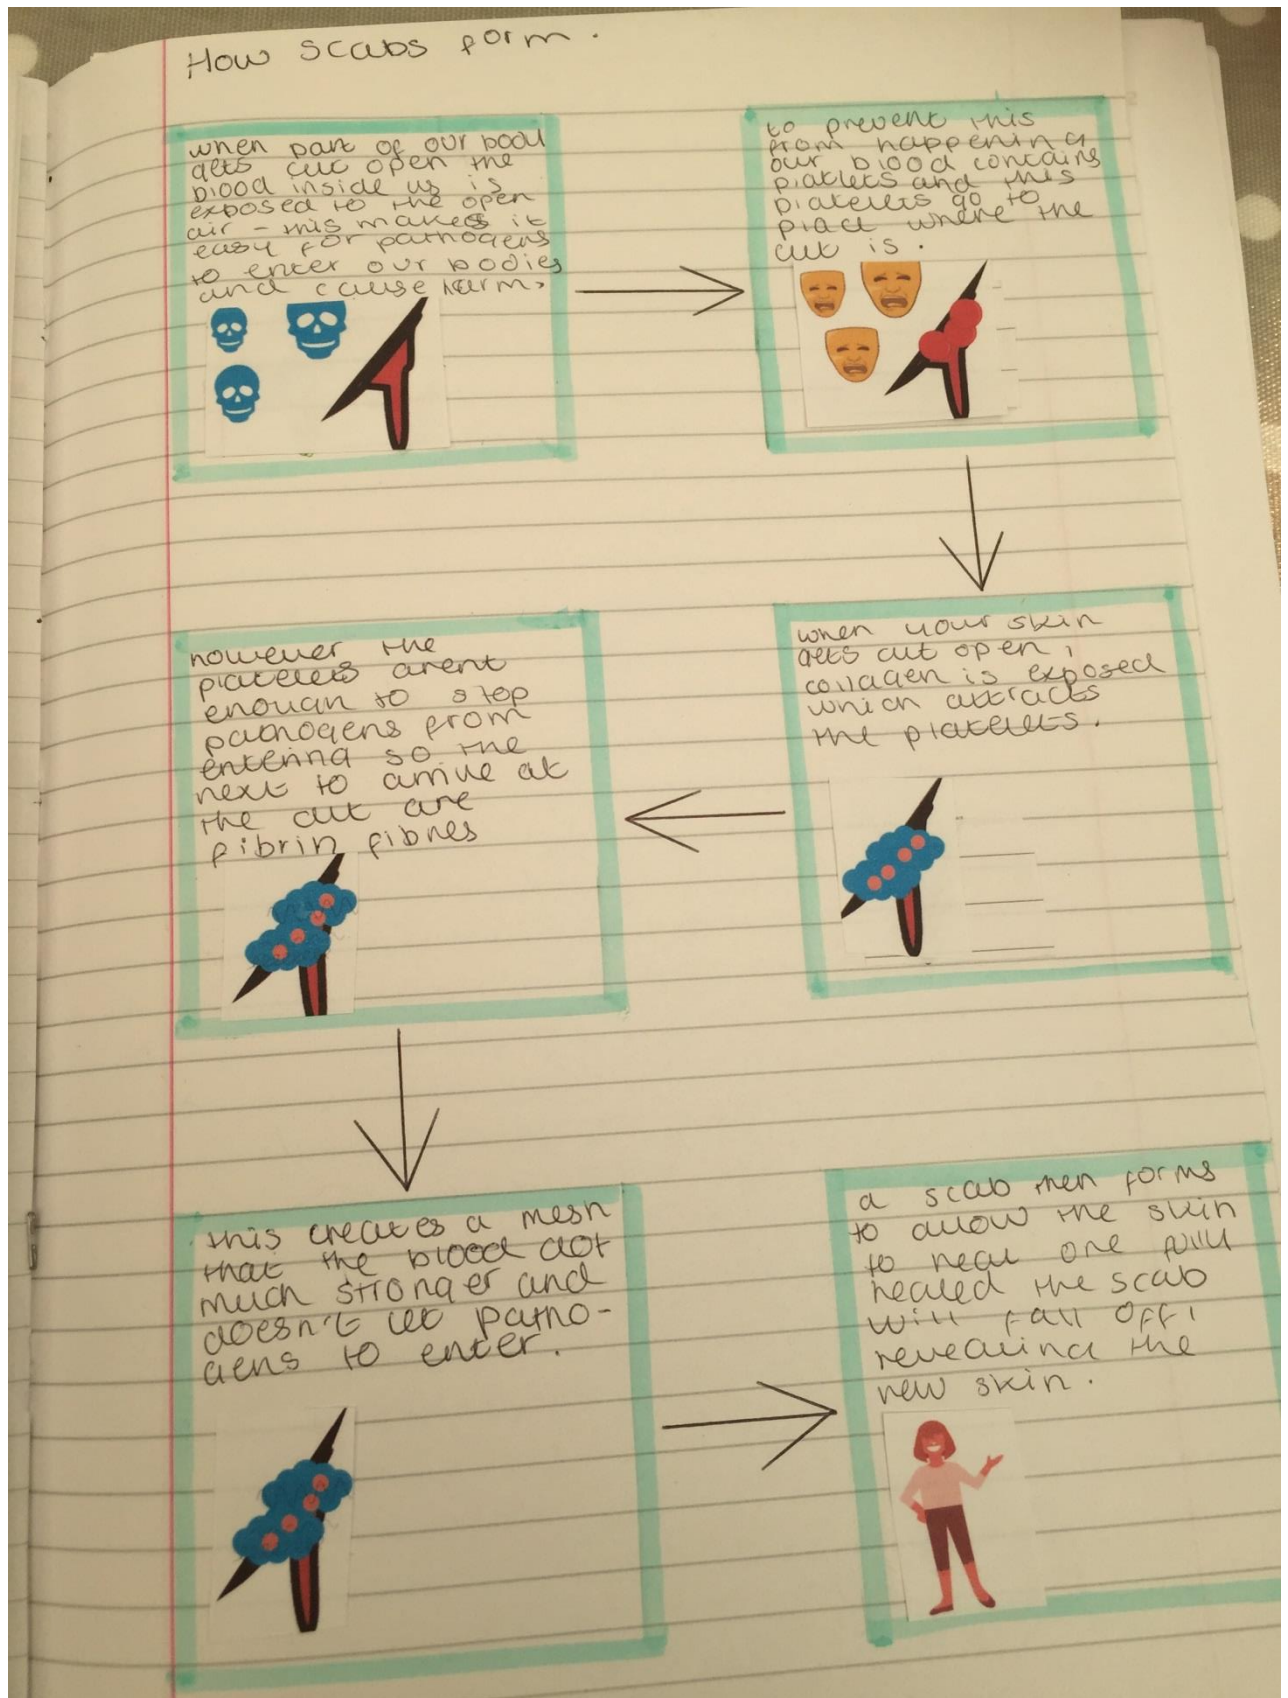 How scabs form.
when part of our body
gets cut open the
blood inside us is
exposed to the open
air - this makes it
easy for pathogens
to enter our bodies
and cause harm.
to prevent this
from happening
our blood contains
platlets and this
platelets go to
place where the
cut is.
when your skin
gets cut open,
collagen is exposed
which attracts
the platelets.
however the
platelets arent
enough to stop
pathogens from
entering so the
next to arrive at
the cut are
fibrin fibres
this creates a mesh
that the blood clot
much stronger and
doesn't let patho-
gens to enter.
a scab then forms
to allow the skin
to heal one fully
healed the scab
will fall off,
revealing the
new skin.